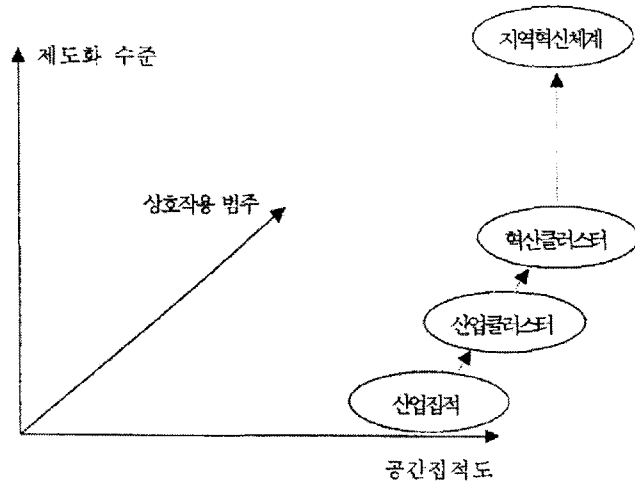 지역혁신체계
제도화 수준
상호작용 범주
혁신클러스터
산업클러스터
산업집적
공간집적도